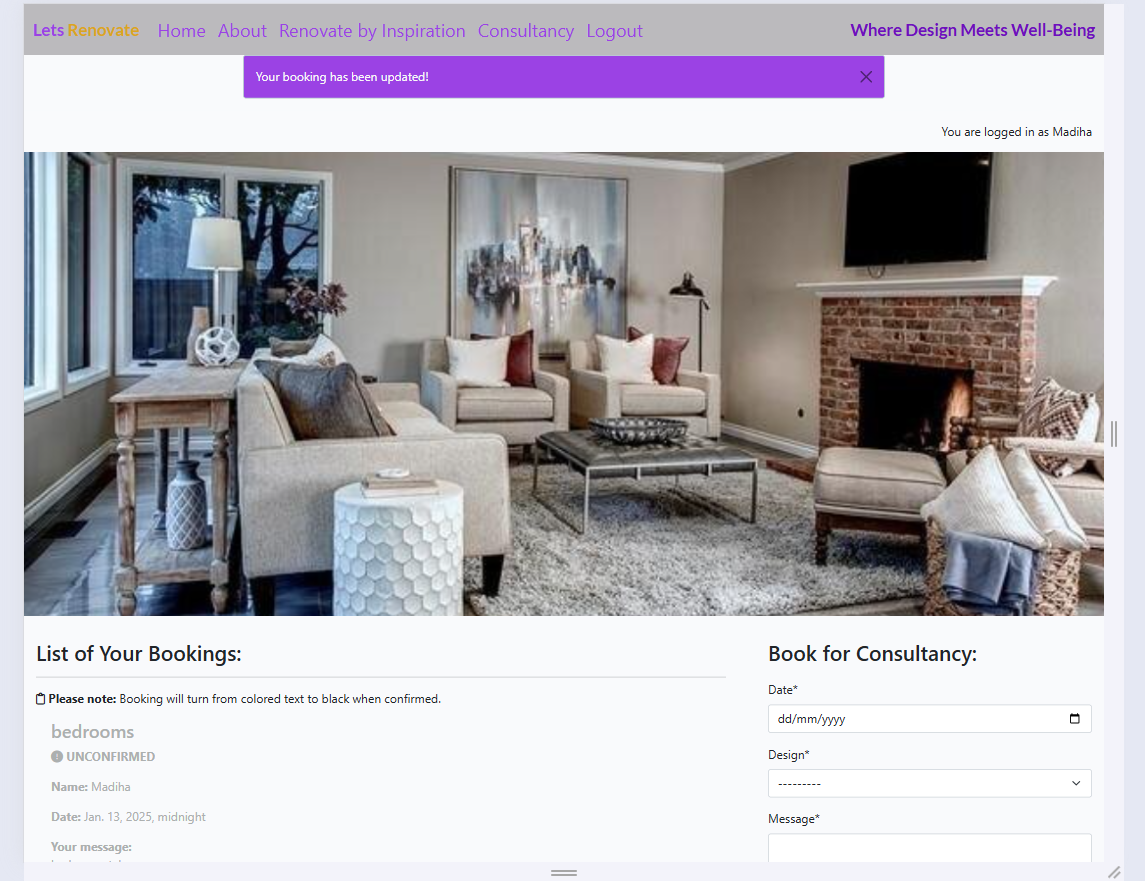 Lets Renovate Home About Renovate by Inspiration Consultancy Logout Where Design Meets Well-Being
Your booking has been updated!
You are logged in as Madiha
List of Your Bookings:
Please note: Booking will turn from colored text to black when confirmed.
bedrooms
UNCONFIRMED
Name: Madiha
Date: Jan. 13, 2025, midnight
Your message:
Book for Consultancy:
Date*
dd/mm/yyyy
Design*
---------
Message*